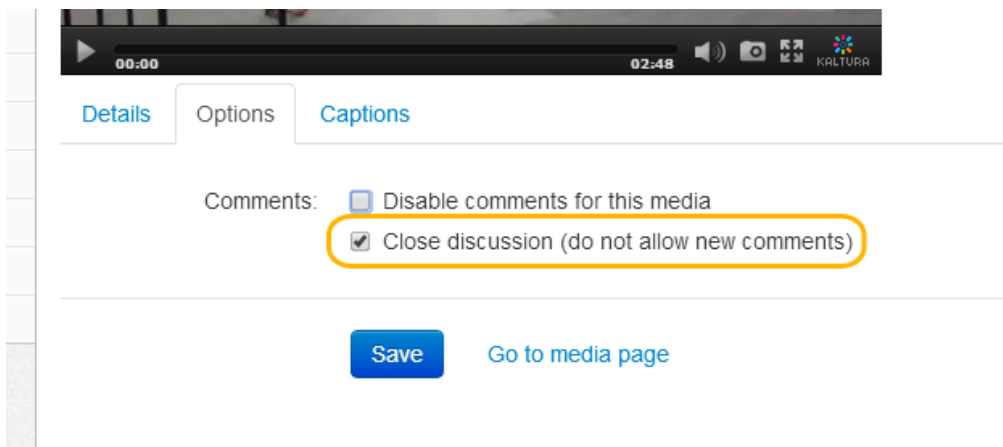 00:00 02:48 KALTURA
Details Options Captions
Comments: Disable comments for this media
Close discussion (do not allow new comments)
Save Go to media page